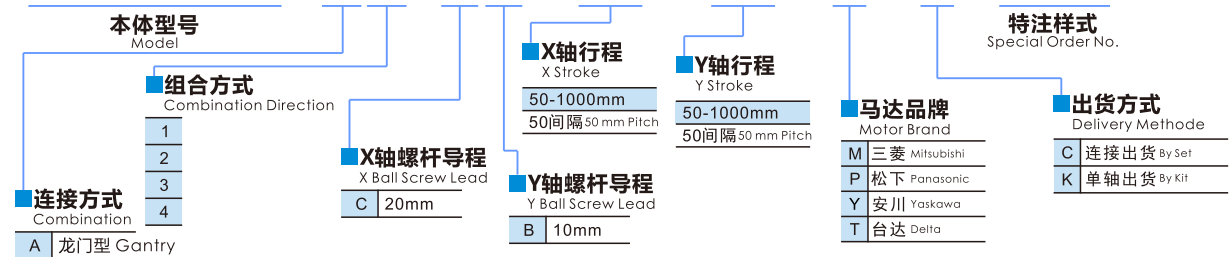 本体型号
Model
连接方式
Combination
A 龙门型 Gantry
组合方式
Combination Direction
1
2
3
4
X轴螺杆导程
X Ball Screw Lead
C 20mm
Y轴螺杆导程
Y Ball Screw Lead
B 10mm
X轴行程
X Stroke
50-1000mm
50间隔 50 mm Pitch
Y轴行程
Y Stroke
50-1000mm
50间隔 50 mm Pitch
马达品牌
Motor Brand
M 三菱 Mitsubishi
P 松下 Panasonic
Y 安川 Yaskawa
T 台达 Delta
出货方式
Delivery Methode
C 连接出货 By Set
K 单轴出货 By Kit
特注样式
Special Order No.